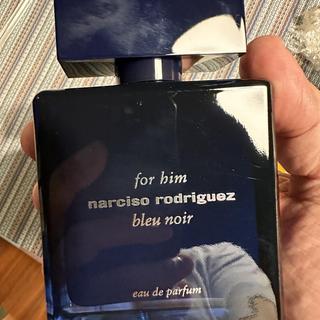 for him
narciso rodriguez
bleu noir
eau de parfum